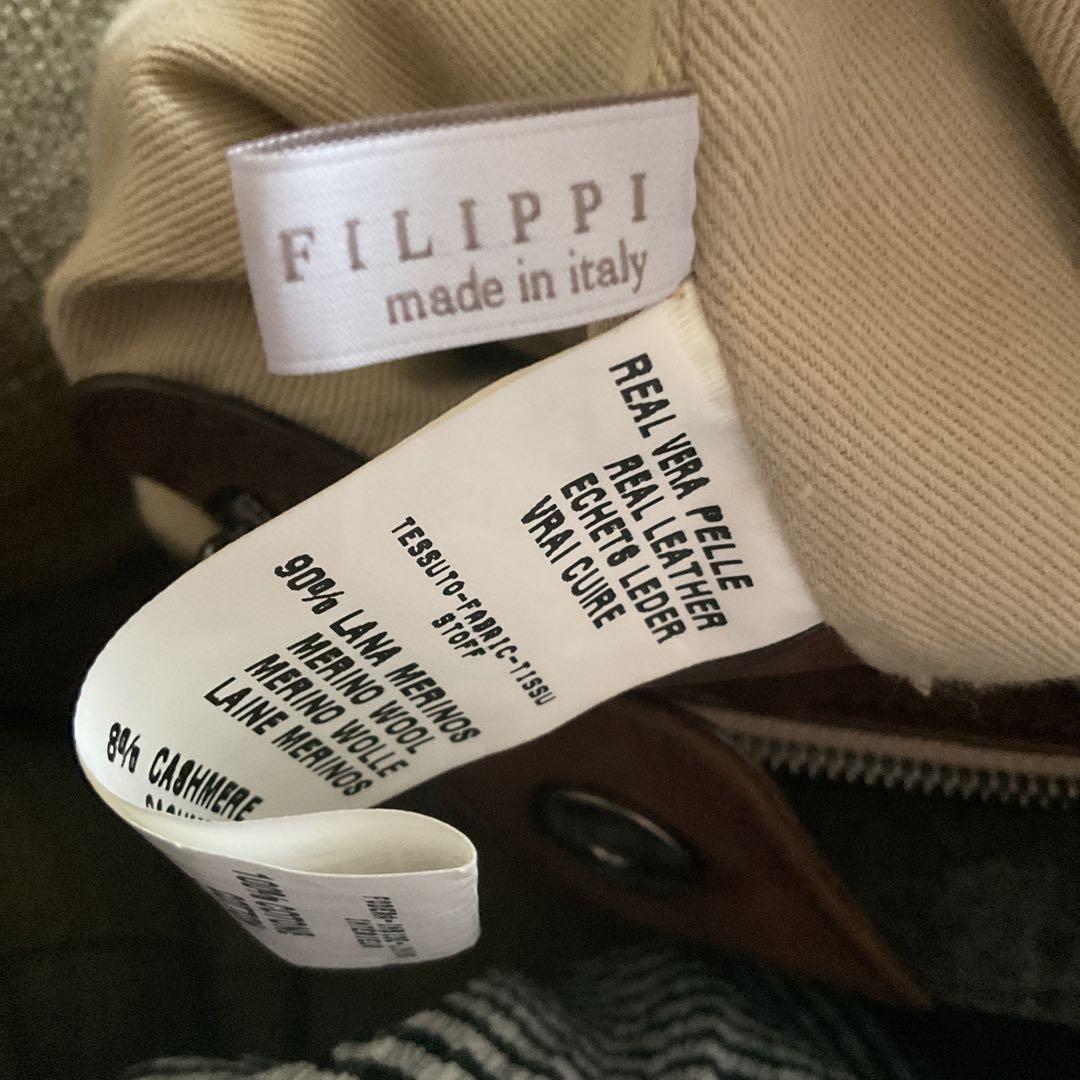 FILIPPI
made in italy
REAL VERA PELLE
REAL LEATHER
ECHETS LEDER
VRAI CUIRE
TESSUTO-FABRIC-TISSU
STOFF
90% LANA MERINOS
MERINO WOOL
MERINO WOLLE
LAINE MERINOS
8% CASHMERE